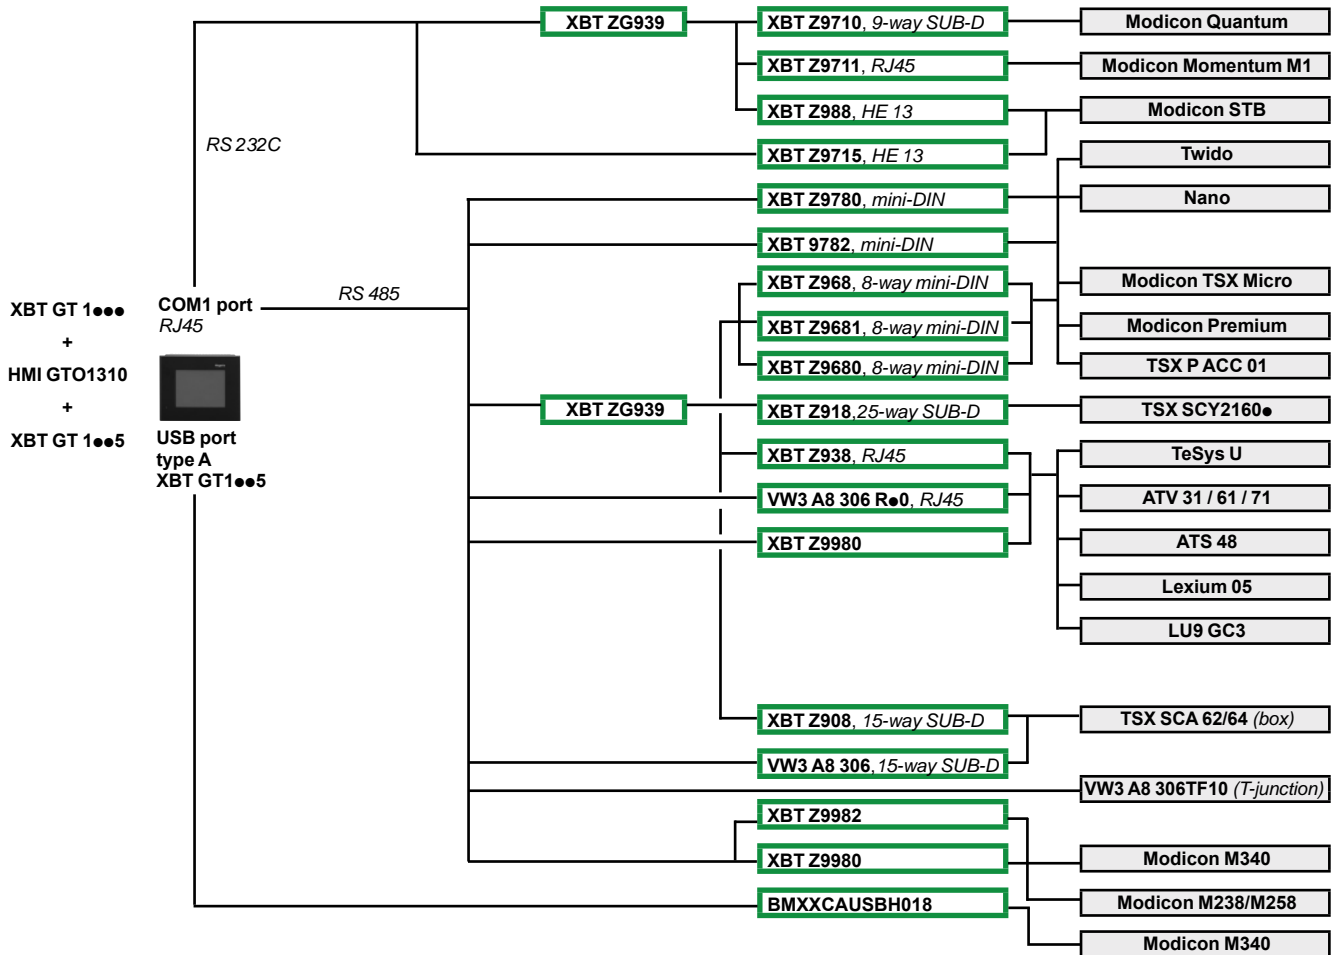 XBT ZG939
XBT Z9710, 9-way SUB-D
Modicon Quantum
XBT Z9711, RJ45
Modicon Momentum M1
XBT Z988, HE 13
Modicon STB
RS 232C
XBT Z9715, HE 13
Twido
XBT Z9780, mini-DIN
Nano
XBT 9782, mini-DIN
XBT Z968, 8-way mini-DIN
Modicon TSX Micro
XBT GT 1●●●
COM1 port
RJ45
RS 485
XBT Z9681, 8-way mini-DIN
Modicon Premium
+
HMI GTO1310
+
XBT GT 1●●5
XBT Z9680, 8-way mini-DIN
TSX P ACC 01
XBT ZG939
XBT Z918,25-way SUB-D
TSX SCY2160●
USB port
type A
XBT GT1●●5
XBT Z938, RJ45
TeSys U
VW3 A8 306 R●0, RJ45
ATV 31 / 61 / 71
XBT Z9980
ATS 48
Lexium 05
LU9 GC3
XBT Z908, 15-way SUB-D
TSX SCA 62/64 (box)
VW3 A8 306,15-way SUB-D
VW3 A8 306TF10 (T-junction)
XBT Z9982
XBT Z9980
Modicon M340
BMXXCAUSBH018
Modicon M238/M258
Modicon M340